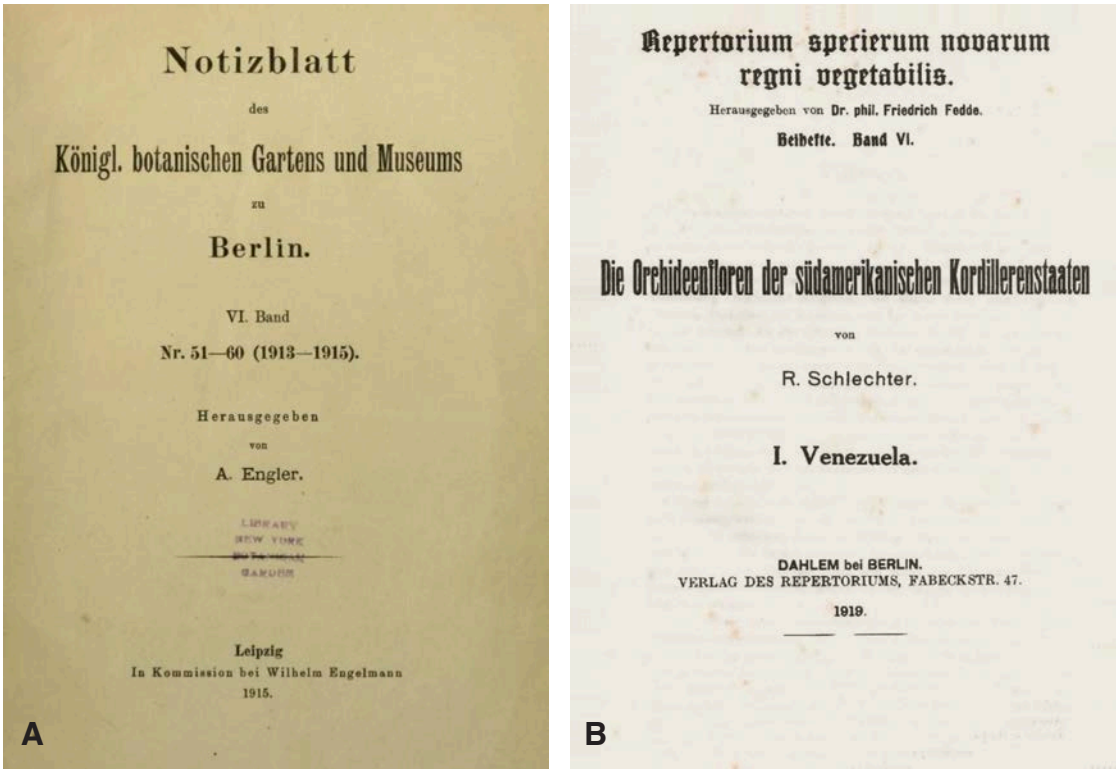 Notizblatt
des
Königl. botanischen Gartens und Museums
zu
Berlin.
VI. Band
Nr. 51—60 (1913—1915).
Herausgegeben
von
A. Engler.
LIBRARY
NEW YORK
BOTANICAL
GARDEN
Leipzig
In Kommission bei Wilhelm Engelmann
1915.
A
Repertorium specierum novarum
regni vegetabilis.
Herausgegeben von Dr. phil. Friedrich Fedde.
Beihefte. Band VI.
Die Orchideenfloren der südamerikanischen Kordillerenstaaten
von
R. Schlechter.
I. Venezuela.
DAHLEM bei BERLIN.
VERLAG DES REPERTORIUMS, FABECKSTR. 47.
1919.
B